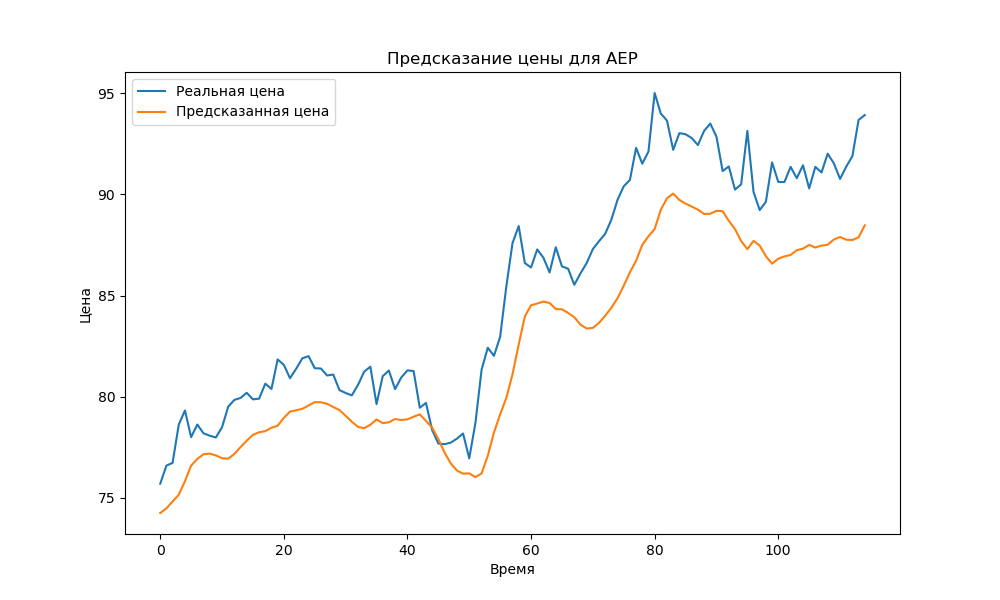 Предсказание цены для AEP
Реальная цена
Предсказанная цена
Цена
95
90
85
80
75
0 20 40 60 80 100
Время